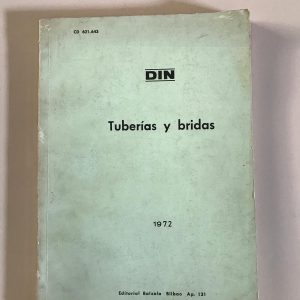 CD 621.643
DIN
Tuberías y bridas
1972
Editorial Balzola Bilbao Ap. 131